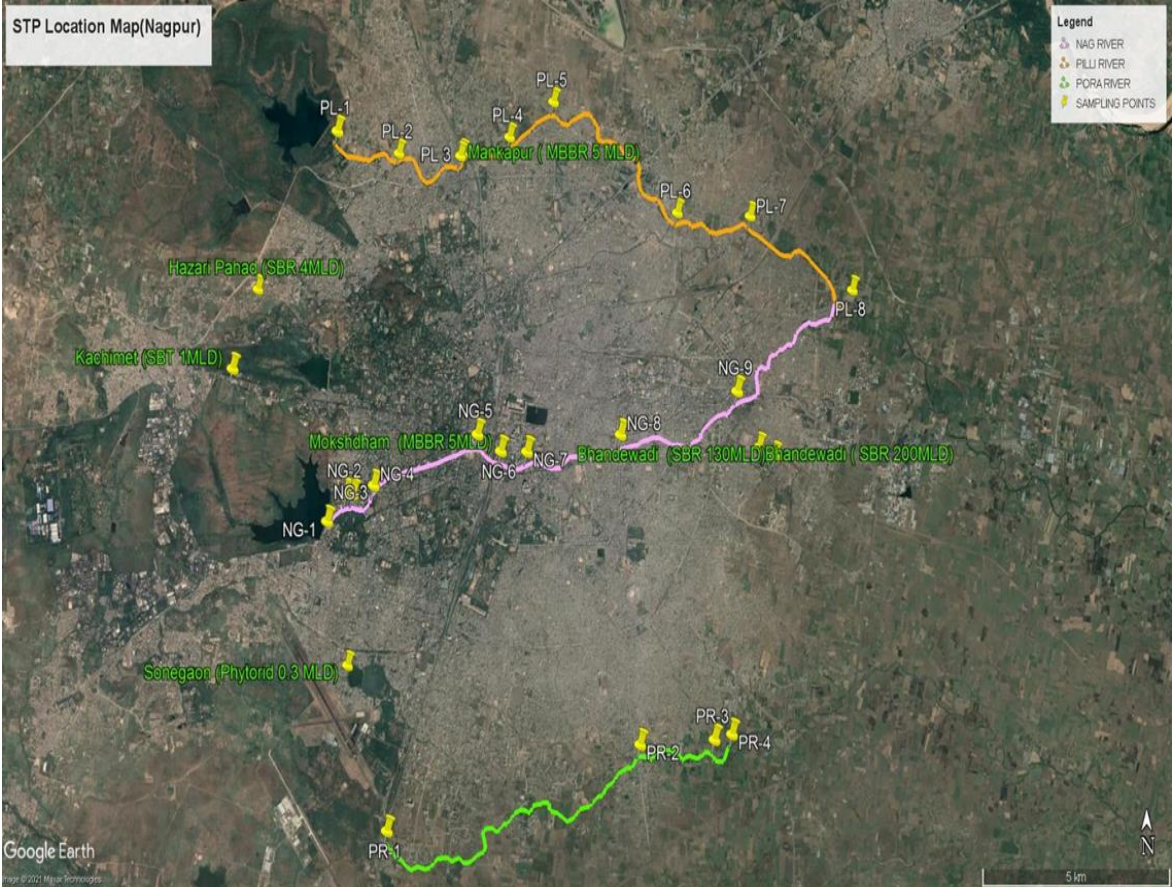 STP Location Map(Nagpur)
Legend
NAG RIVER
PILLI RIVER
PORA RIVER
SAMPLING POINTS
PL-1
PL-2
PL 3
PL-4
PL-5
Mankapur ( MBBR 5 MLD)
PL-6
PL-7
PL-8
Hazari Pahad (SBR 4MLD)
Kachimet (SBT 1MLD)
NG-9
NG-5
NG-8
Mokshdham (MBBR 5MLD)
NG-6
NG-7
Bhandewadi (SBR 130MLD)
Bhandewadi ( SBR 200MLD)
NG-2
NG-3
NG-4
NG-1
Sonegaon (Phytorid 0.3 MLD)
PR-3
PR-4
PR-2
PR-1
Google Earth
Image © 2021 Maxar Technologies
N
5 km